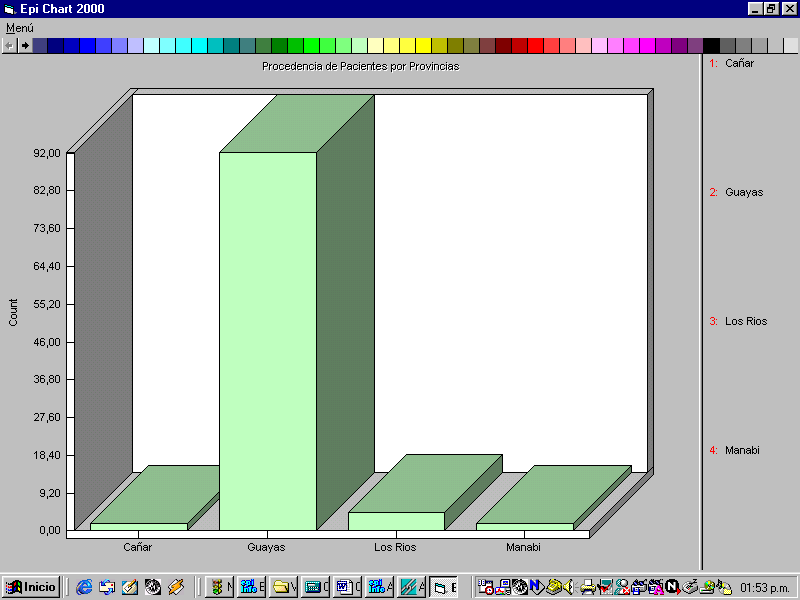 Epi Chart 2000
Menú
Procedencia de Pacientes por Provincias
1: Cañar
2: Guayas
3: Los Rios
4: Manabi
92,00
82,80
73,60
64,40
55,20
46,00
36,80
27,60
18,40
9,20
0,00
Count
Cañar
Guayas
Los Rios
Manabi
Inicio
01:53 p.m.